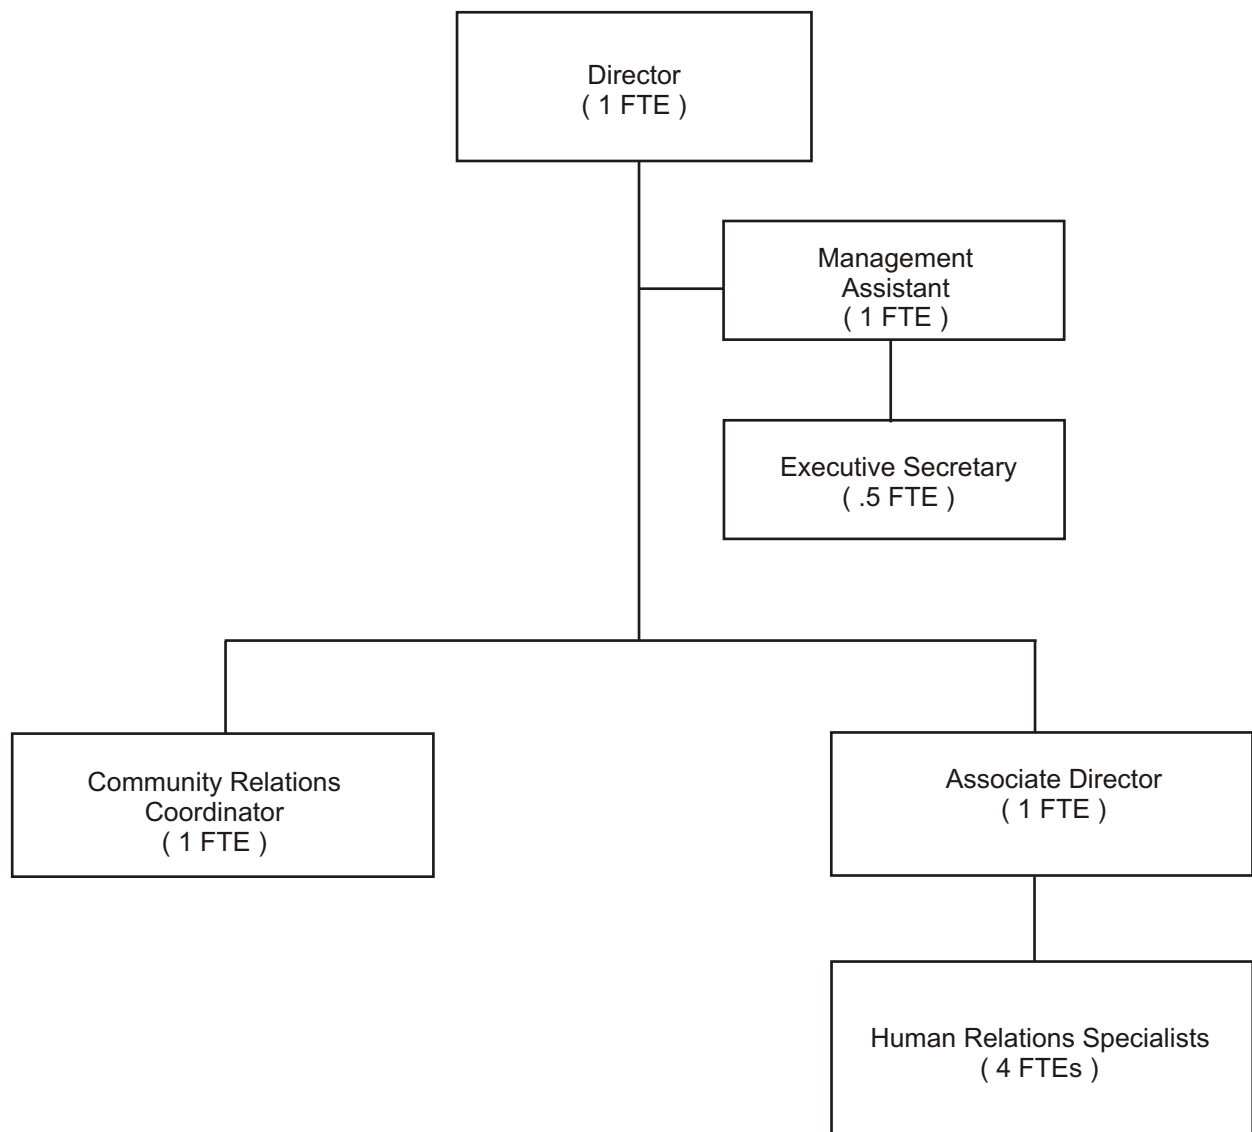 Director
( 1 FTE )
Management
Assistant
( 1 FTE )
Executive Secretary
( .5 FTE )
Community Relations
Coordinator
( 1 FTE )
Associate Director
( 1 FTE )
Human Relations Specialists
( 4 FTEs )